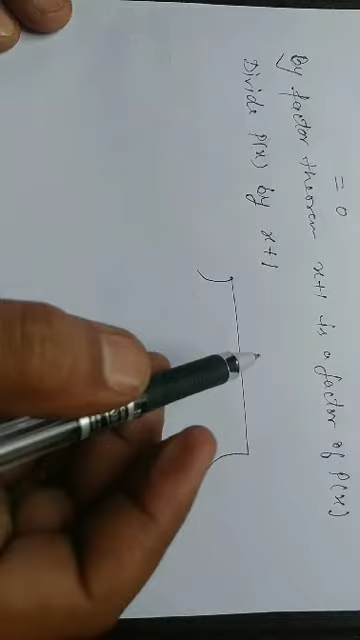 = 0
By factor theorem x+1 is a factor of P(x)
Divide P(x) by x+1